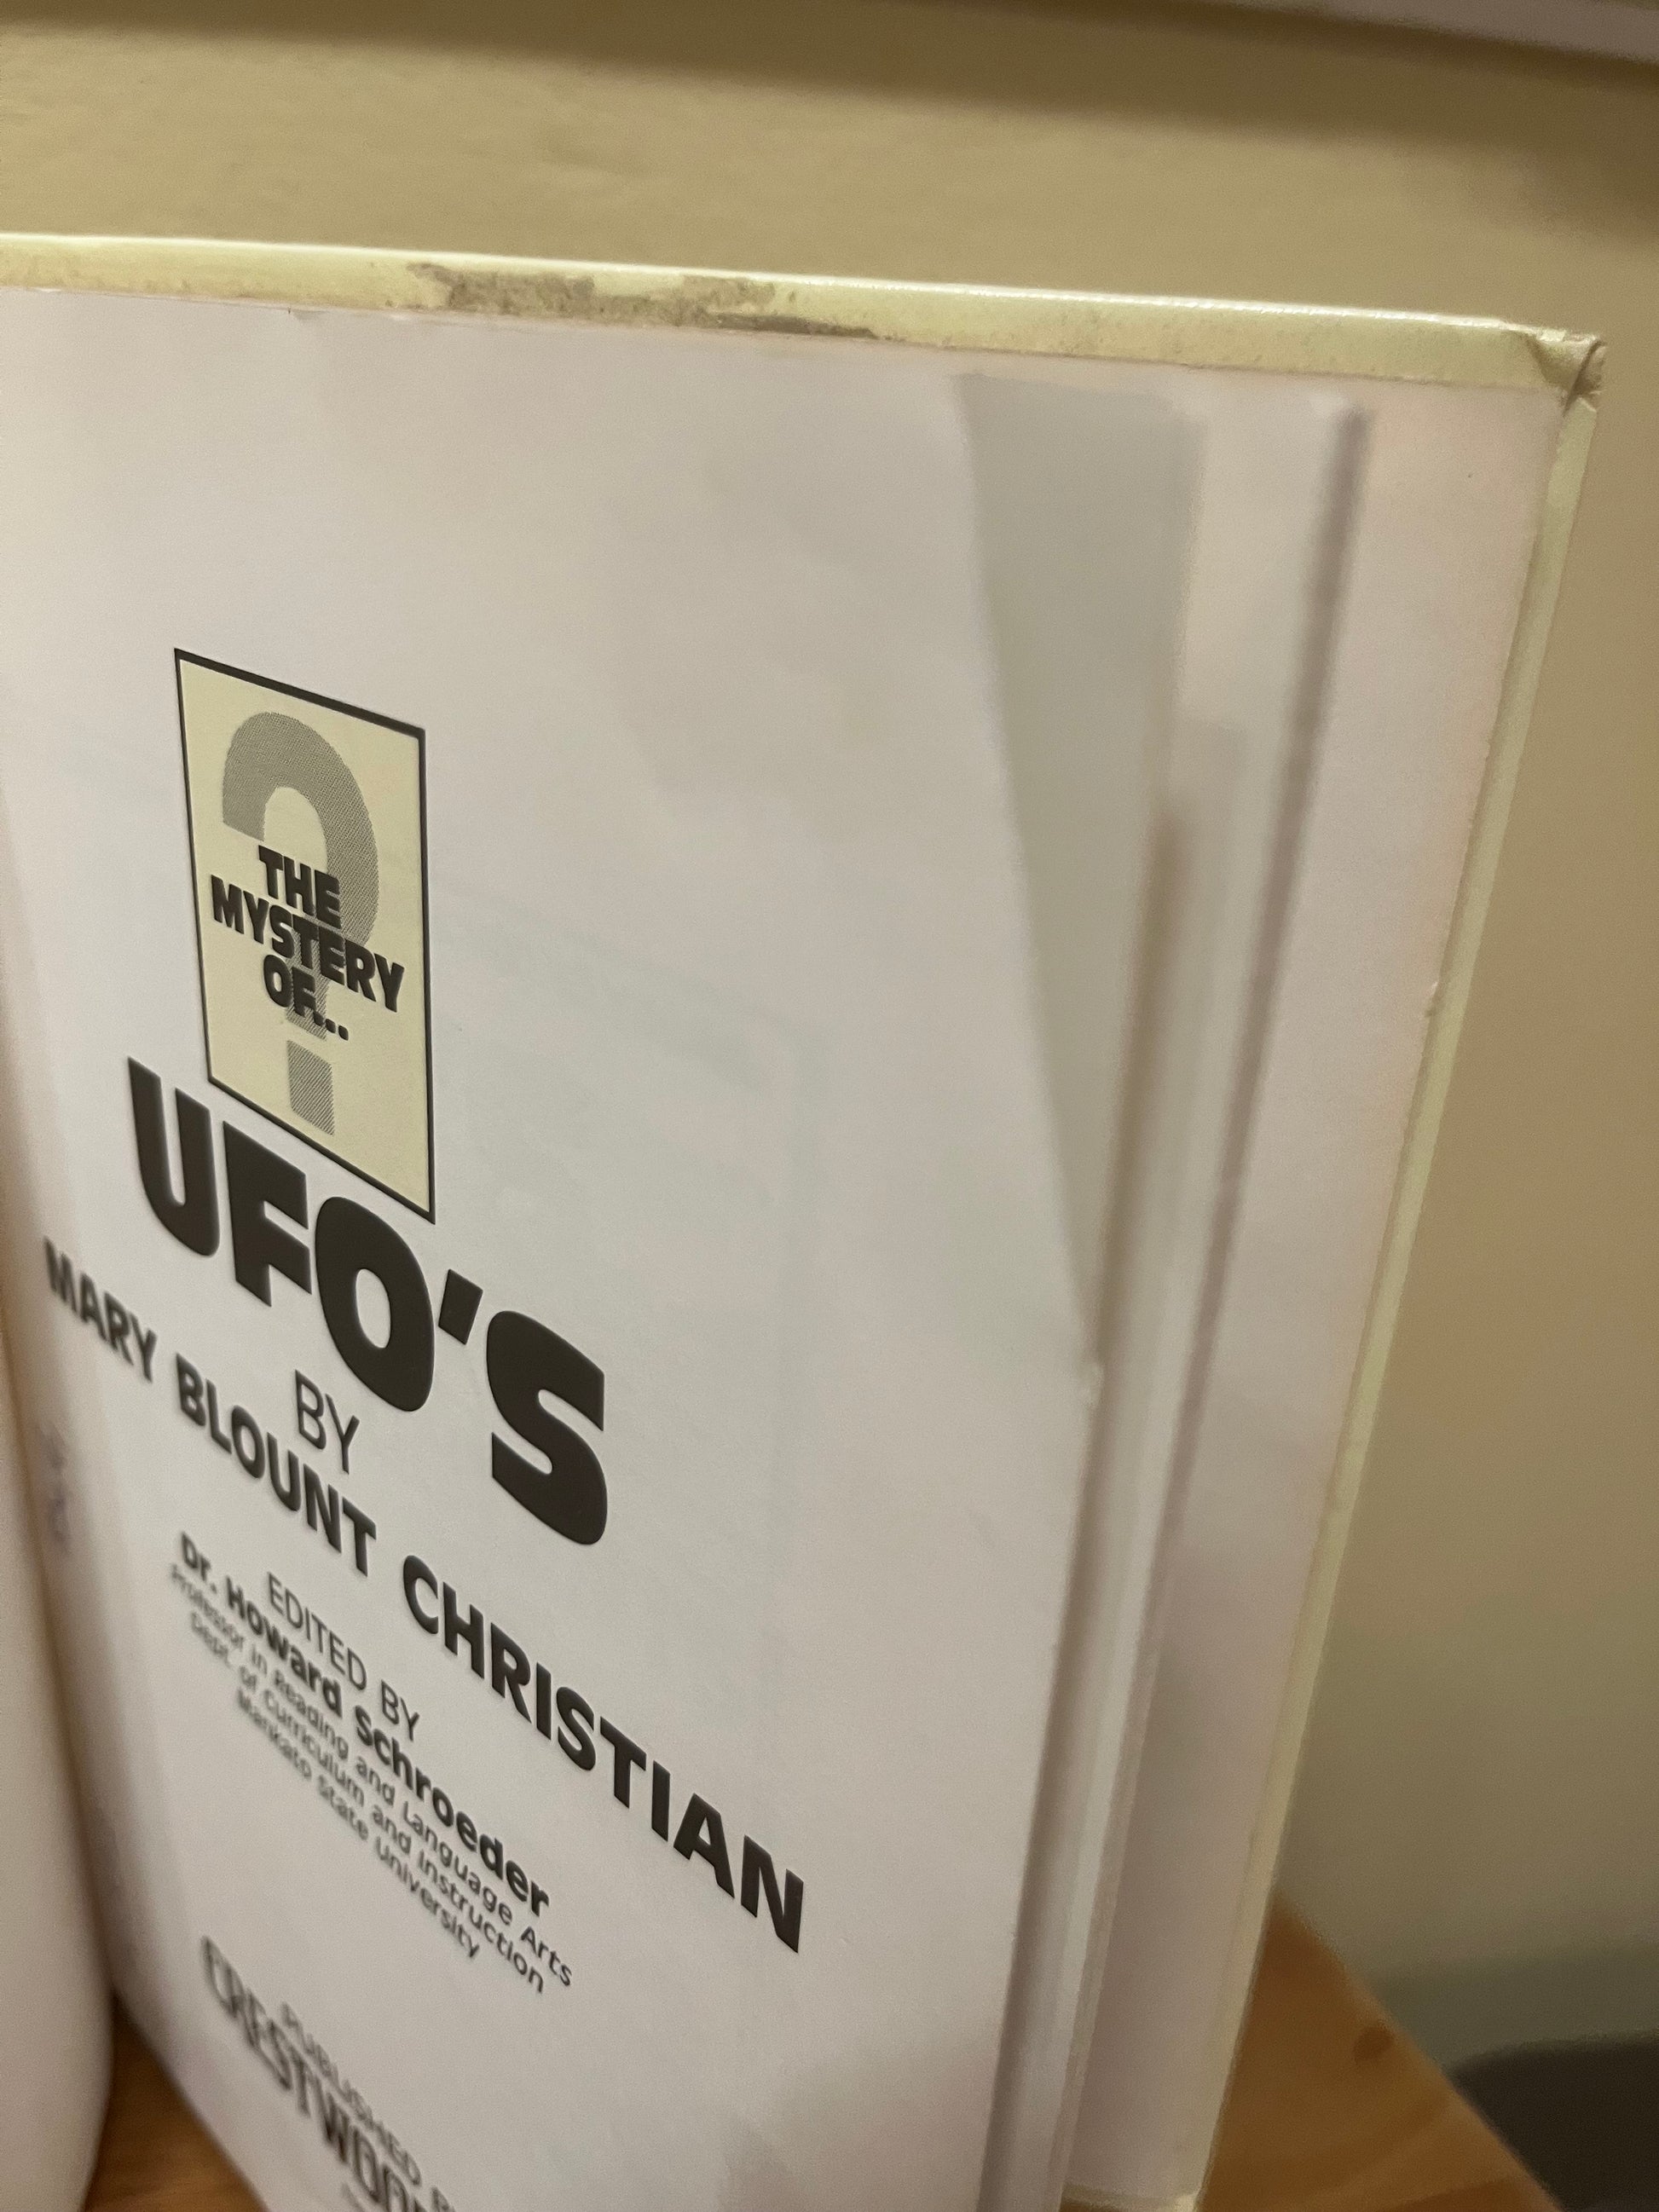 THE
MYSTERY
OF...
UFO'S
BY
MARY BLOUNT CHRISTIAN
EDITED BY
Dr. Howard Schroeder
Professor in Reading and Language Arts
Dept. of Curriculum and Instruction
Mankato State University
PUBLISHED